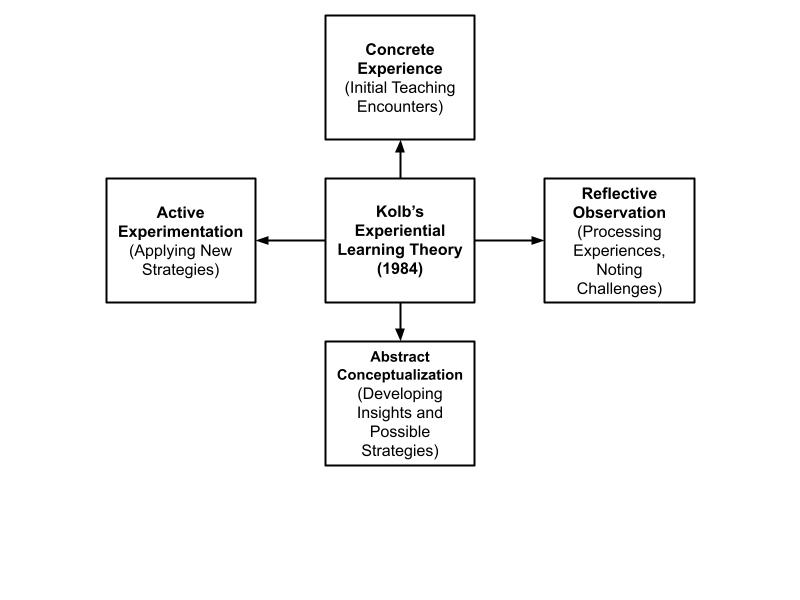 Concrete
Experience
(Initial Teaching
Encounters)
Active
Experimentation
(Applying New
Strategies)
Kolb’s
Experiential
Learning Theory
(1984)
Reflective
Observation
(Processing
Experiences,
Noting
Challenges)
Abstract
Conceptualization
(Developing
Insights and
Possible
Strategies)